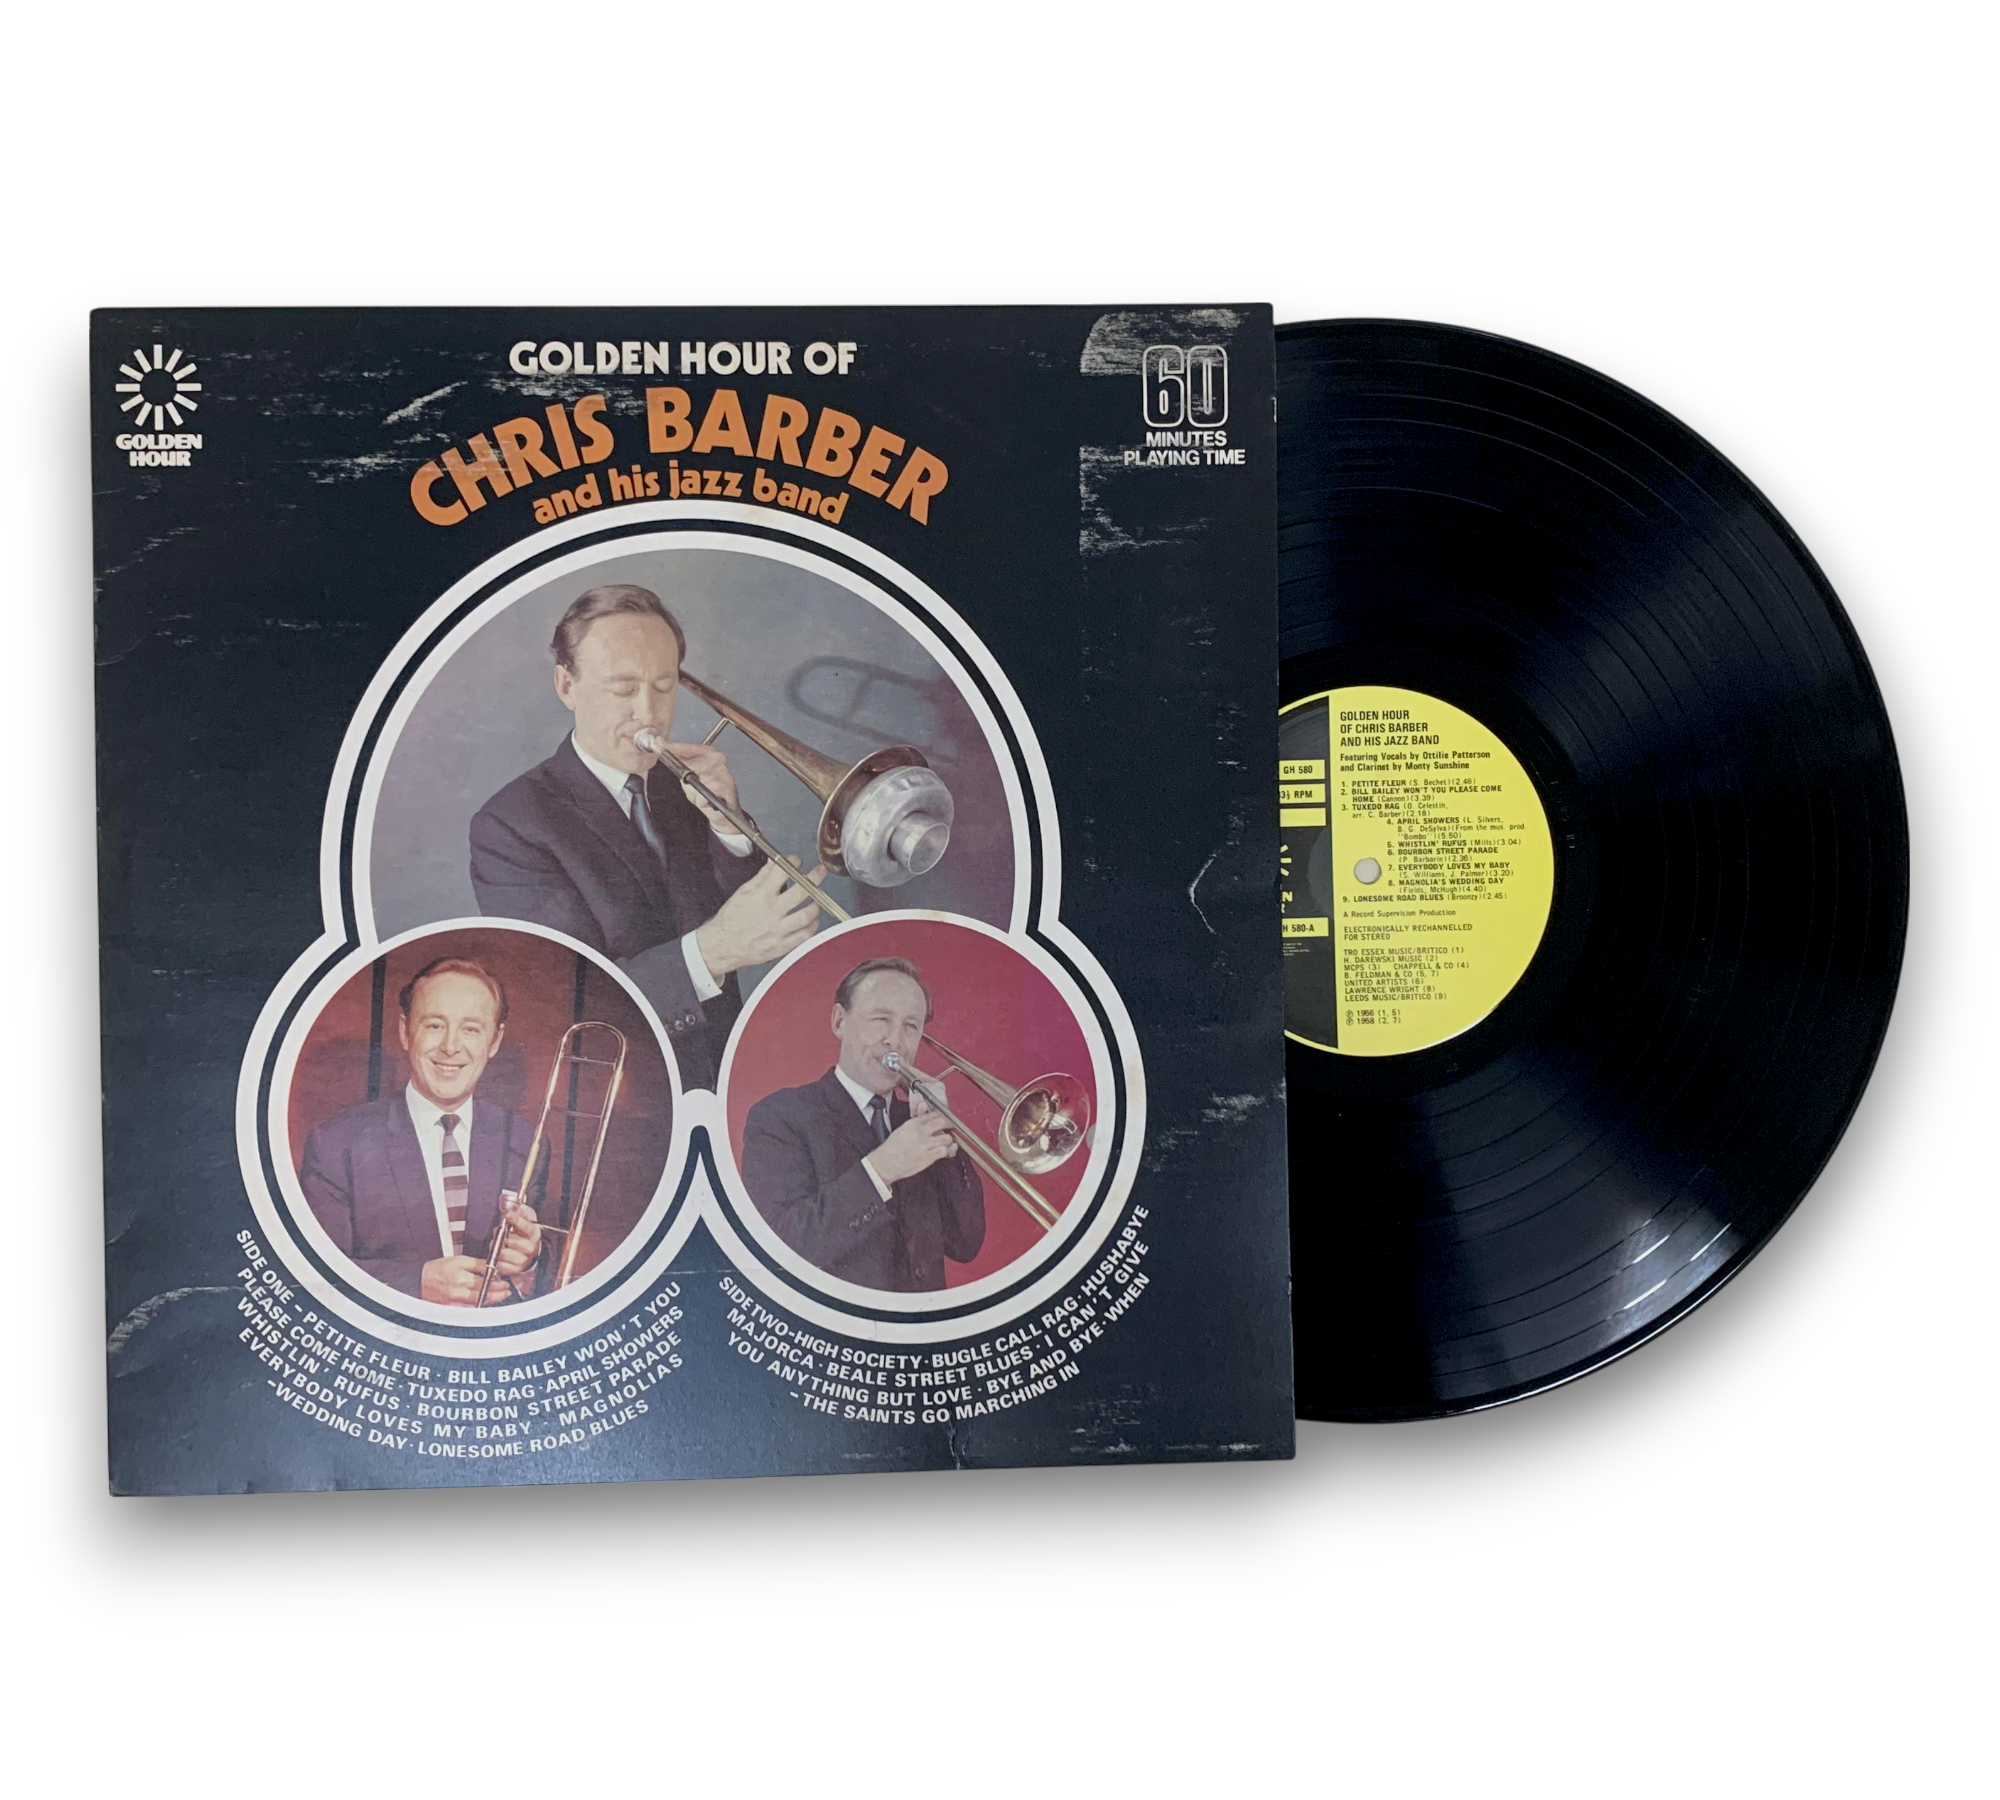 GOLDEN HOUR OF
CHRIS BARBER
and his jazz band
GOLDEN
HOUR
60
MINUTES
PLAYING TIME
SIDE ONE - PETITE FLEUR · BILL BAILEY WON'T YOU
PLEASE COME HOME · TUXEDO RAG · APRIL SHOWERS
WHISTLIN' RUFUS · BOURBON STREET PARADE
EVERYBODY LOVES MY BABY · MAGNOLIAS
-WEDDING DAY · LONESOME ROAD BLUES
SIDE TWO-HIGH SOCIETY · BUGLE CALL RAG · HUSHABYE
MAJORCA · BEALE STREET BLUES · I CAN'T GIVE
YOU ANYTHING BUT LOVE · BYE AND BYE · WHEN
- THE SAINTS GO MARCHING IN
GH 580
3⅓ RPM
H 580-A
GOLDEN HOUR
OF CHRIS BARBER
AND HIS JAZZ BAND
Featuring Vocals by Ottilie Patterson
and Clarinet by Monty Sunshine
1. PETITE FLEUR (S. Bechet) (2.46)
2. BILL BAILEY WON'T YOU PLEASE COME
HOME (Cannon) (3.39)
3. TUXEDO RAG (O. Celestin,
arr. C. Barber) (2.18)
4. APRIL SHOWERS (L. Silvers,
B. G. DeSylva) (From the mus. prod.
"Bombo") (5.50)
5. WHISTLIN' RUFUS (Mills) (3.04)
6. BOURBON STREET PARADE
(P. Barbarin) (2.36)
7. EVERYBODY LOVES MY BABY
(S. Williams, J. Palmer) (3.20)
8. MAGNOLIA'S WEDDING DAY
(Fields, McHugh) (4.40)
9. LONESOME ROAD BLUES (Broonzy) (2.45)
A Record Supervision Production
ELECTRONICALLY RECHANNELLED
FOR STEREO
TRO ESSEX MUSIC/BRITICO (1)
H. DAREWSKI MUSIC (2)
MCPS (3) CHAPPELL & CO (4)
B. FELDMAN & CO (5, 7)
UNITED ARTISTS (6)
LAWRENCE WRIGHT (8)
LEEDS MUSIC/BRITICO (9)
℗ 1956 (1, 5)
℗ 1958 (2, 7)